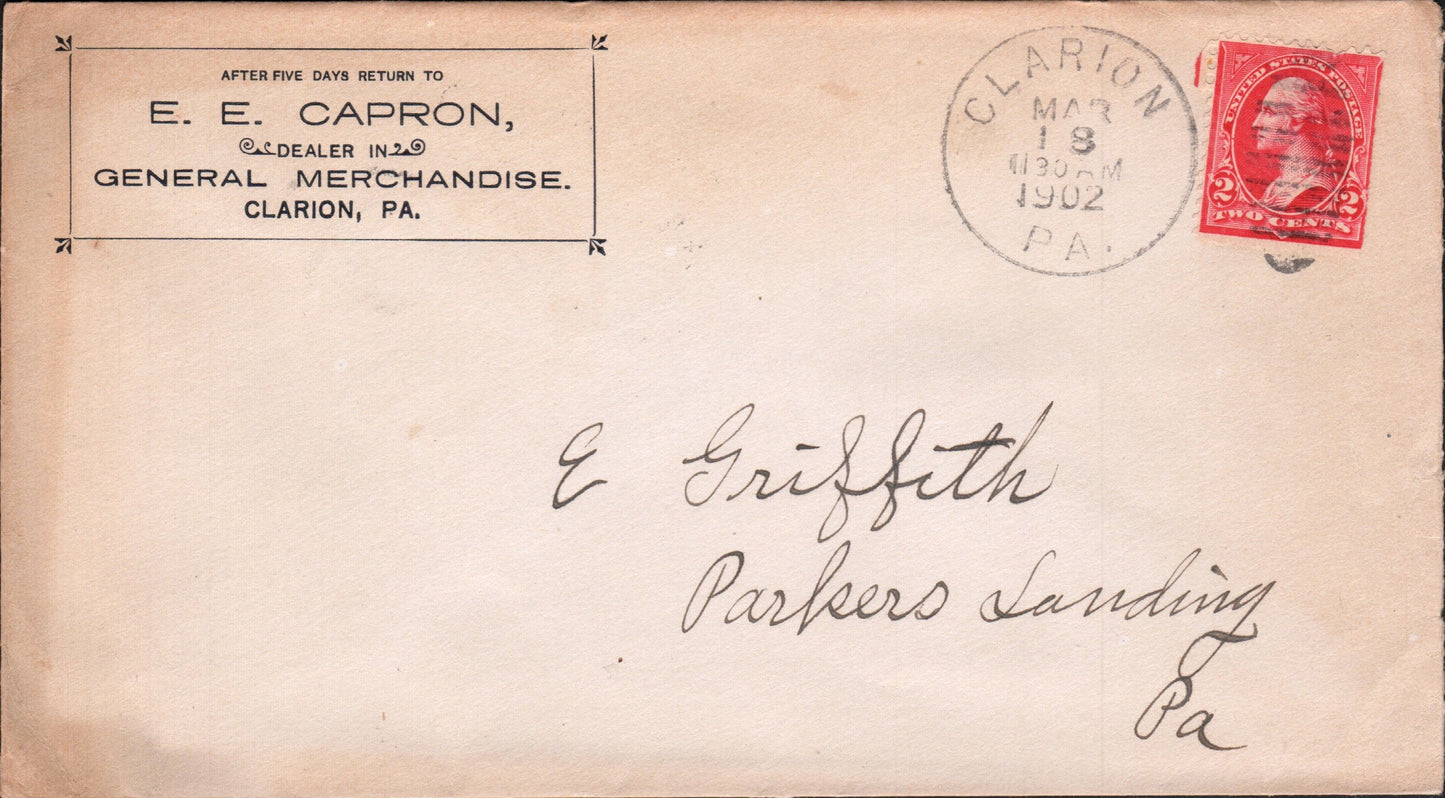 AFTER FIVE DAYS RETURN TO
E. E. CAPRON,
DEALER IN
GENERAL MERCHANDISE.
CLARION, PA.
CLARION
MAR
18
1130 AM
1902
PA.
UNITED STATES POSTAGE
2 2
TWO CENTS
E Griffith
Parkers Landing
Pa